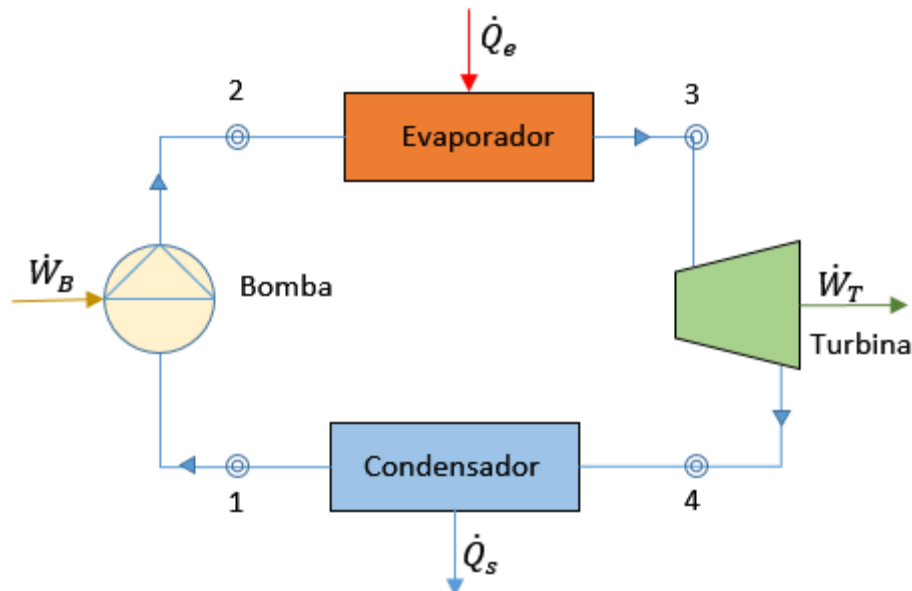 Q̇e
2
3
Evaporador
ẆB
Bomba
ẆT
Turbina
Condensador
1
4
Q̇s